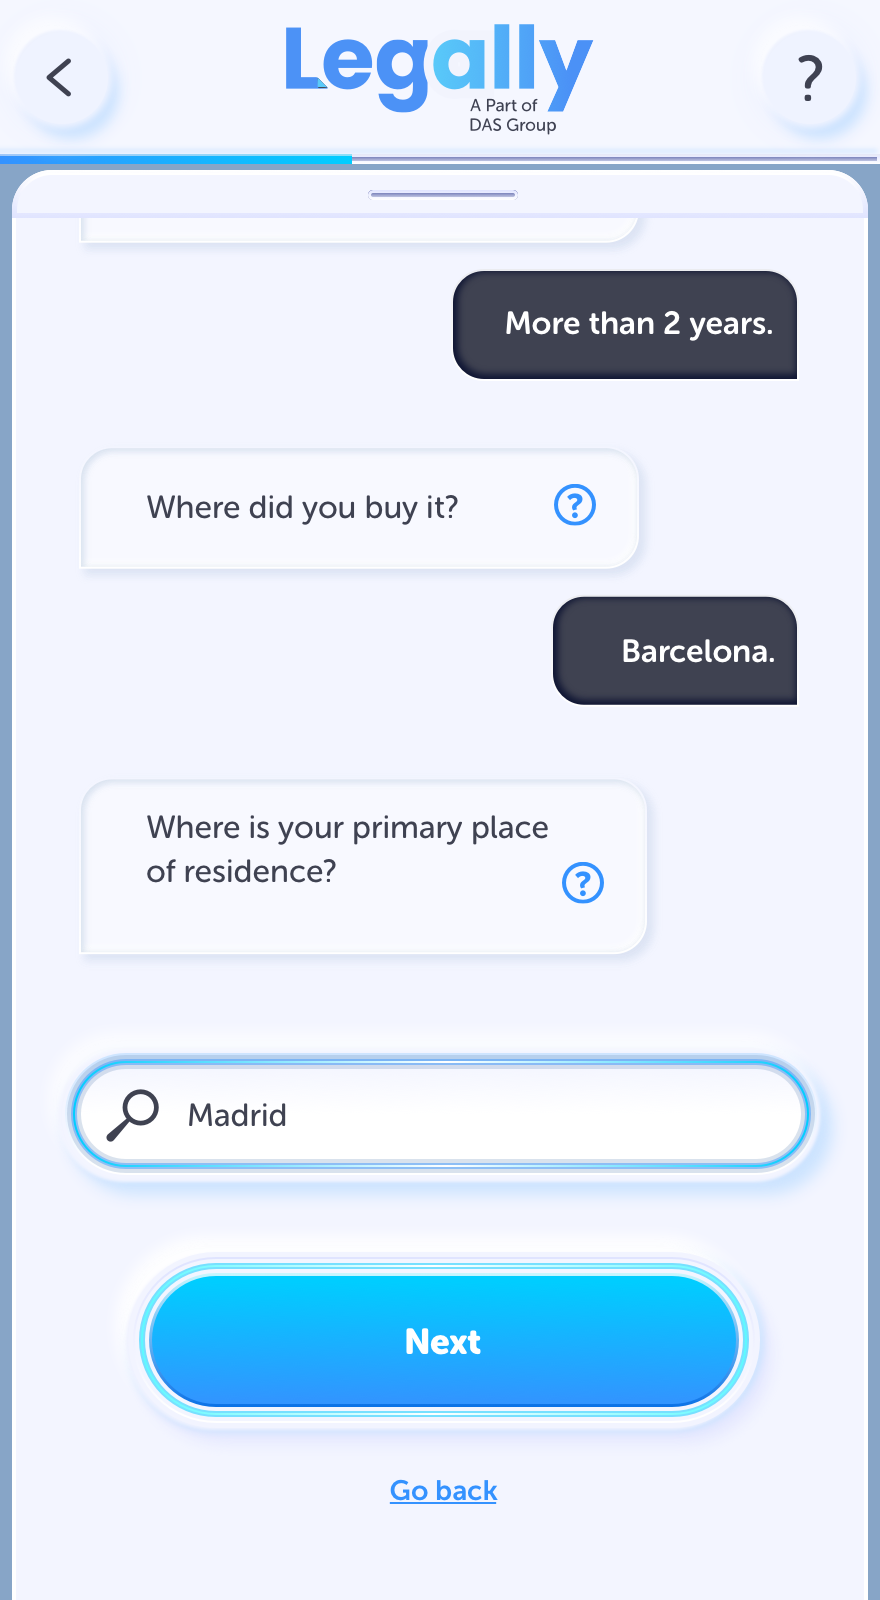 Legally
A Part of
DAS Group
?
More than 2 years.
Where did you buy it?
?
Barcelona.
Where is your primary place
of residence?
?
Madrid
Next
Go back